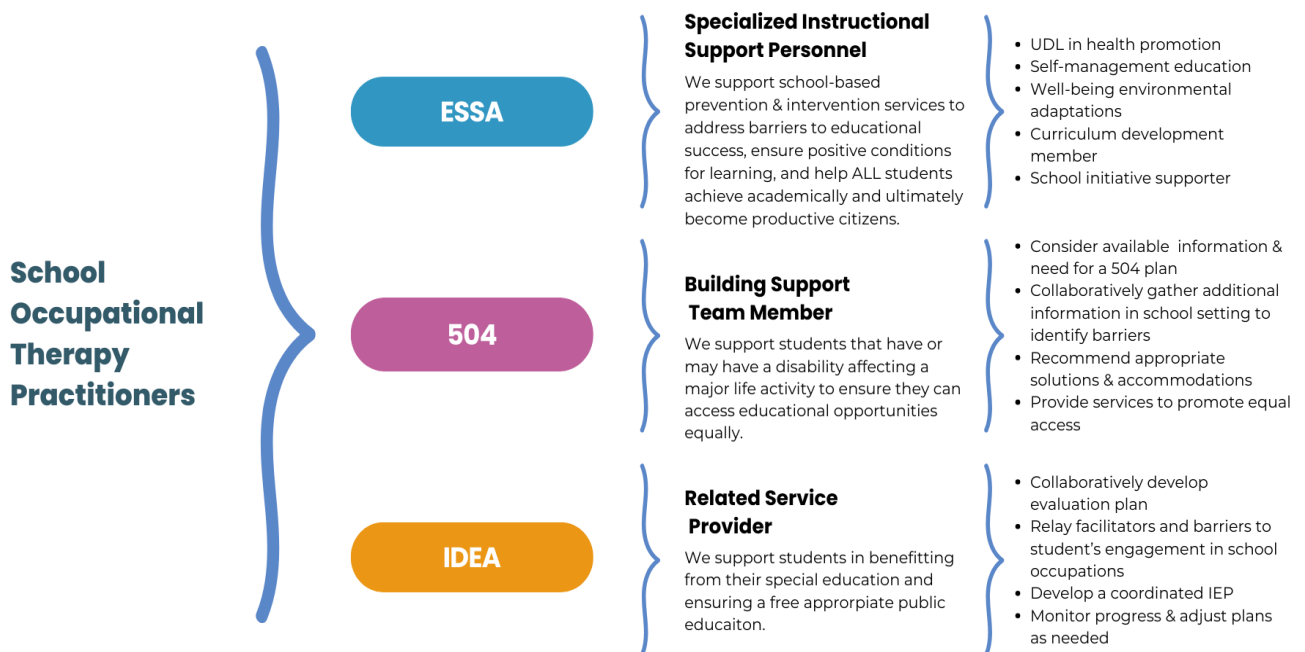 School
Occupational
Therapy
Practitioners
ESSA
Specialized Instructional
Support Personnel
We support school-based
prevention & intervention services to
address barriers to educational
success, ensure positive conditions
for learning, and help ALL students
achieve academically and ultimately
become productive citizens.
• UDL in health promotion
• Self-management education
• Well-being environmental
adaptations
• Curriculum development
member
• School initiative supporter
504
Building Support
Team Member
We support students that have or
may have a disability affecting a
major life activity to ensure they can
access educational opportunities
equally.
• Consider available information &
need for a 504 plan
• Collaboratively gather additional
information in school setting to
identify barriers
• Recommend appropriate
solutions & accommodations
• Provide services to promote equal
access
IDEA
Related Service
Provider
We support students in benefitting
from their special education and
ensuring a free approrpiate public
educaiton.
• Collaboratively develop
evaluation plan
• Relay facilitators and barriers to
student's engagement in school
occupations
• Develop a coordinated IEP
• Monitor progress & adjust plans
as needed